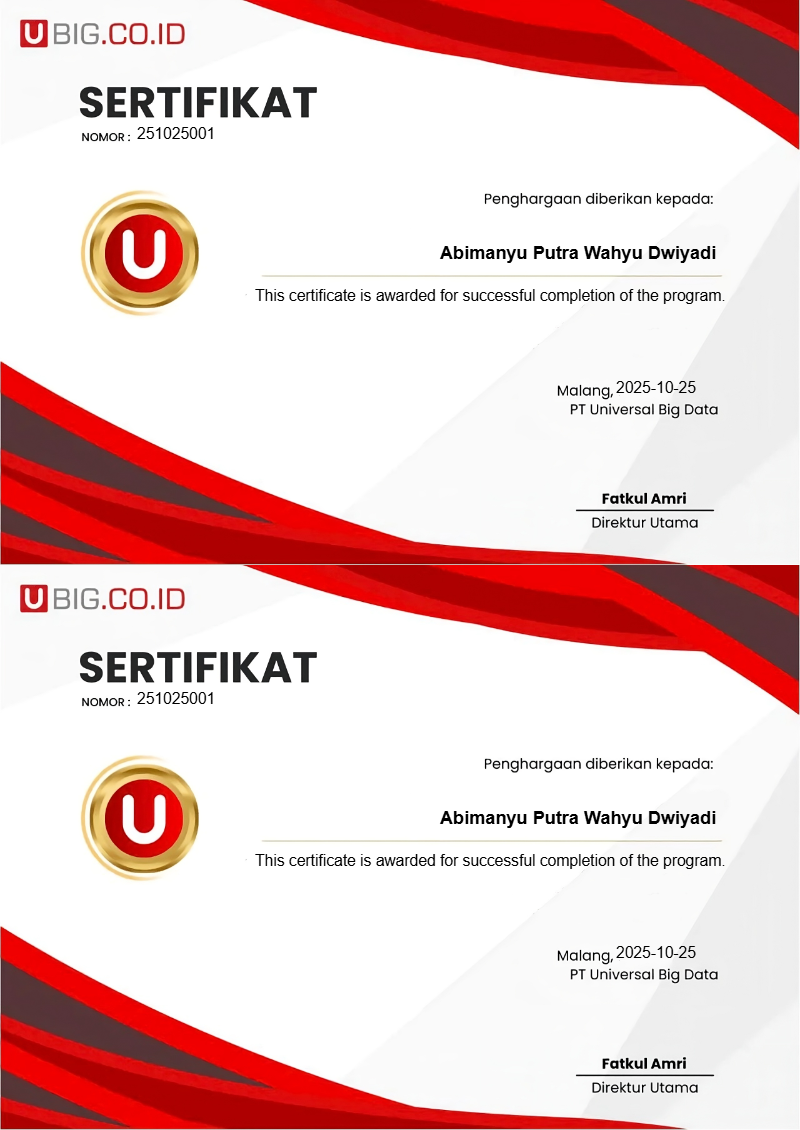 U BIG.CO.ID
SERTIFIKAT
NOMOR : 251025001
Penghargaan diberikan kepada:
U
Abimanyu Putra Wahyu Dwiyadi
This certificate is awarded for successful completion of the program.
Malang, 2025-10-25
PT Universal Big Data
Fatkul Amri
Direktur Utama
U BIG.CO.ID
SERTIFIKAT
NOMOR : 251025001
Penghargaan diberikan kepada:
U
Abimanyu Putra Wahyu Dwiyadi
This certificate is awarded for successful completion of the program.
Malang, 2025-10-25
PT Universal Big Data
Fatkul Amri
Direktur Utama